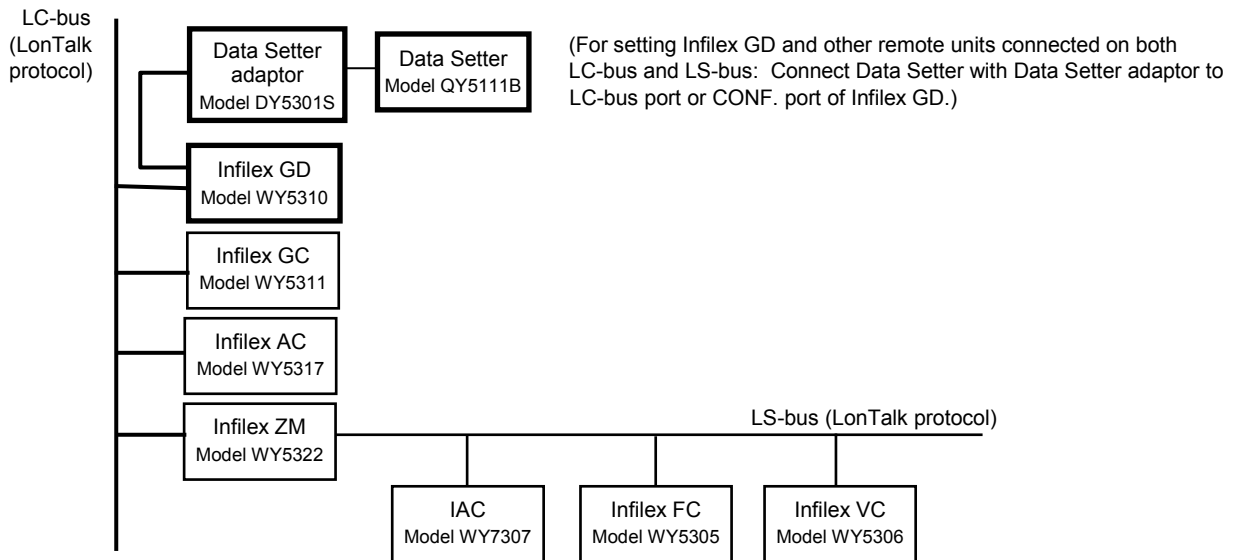 LC-bus
(LonTalk
protocol)
Data Setter
adaptor
Model DY5301S
Data Setter
Model QY5111B
(For setting Infilex GD and other remote units connected on both
LC-bus and LS-bus: Connect Data Setter with Data Setter adaptor to
LC-bus port or CONF. port of Infilex GD.)
Infilex GD
Model WY5310
Infilex GC
Model WY5311
Infilex AC
Model WY5317
Infilex ZM
Model WY5322
LS-bus (LonTalk protocol)
IAC
Model WY7307
Infilex FC
Model WY5305
Infilex VC
Model WY5306